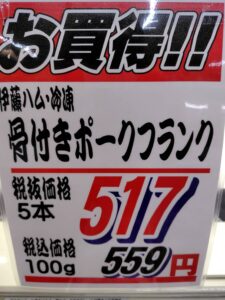 お買得!!
伊藤ハム・冷凍
骨付きポークフランク
税抜価格 517
5本
税込価格 559円
100g